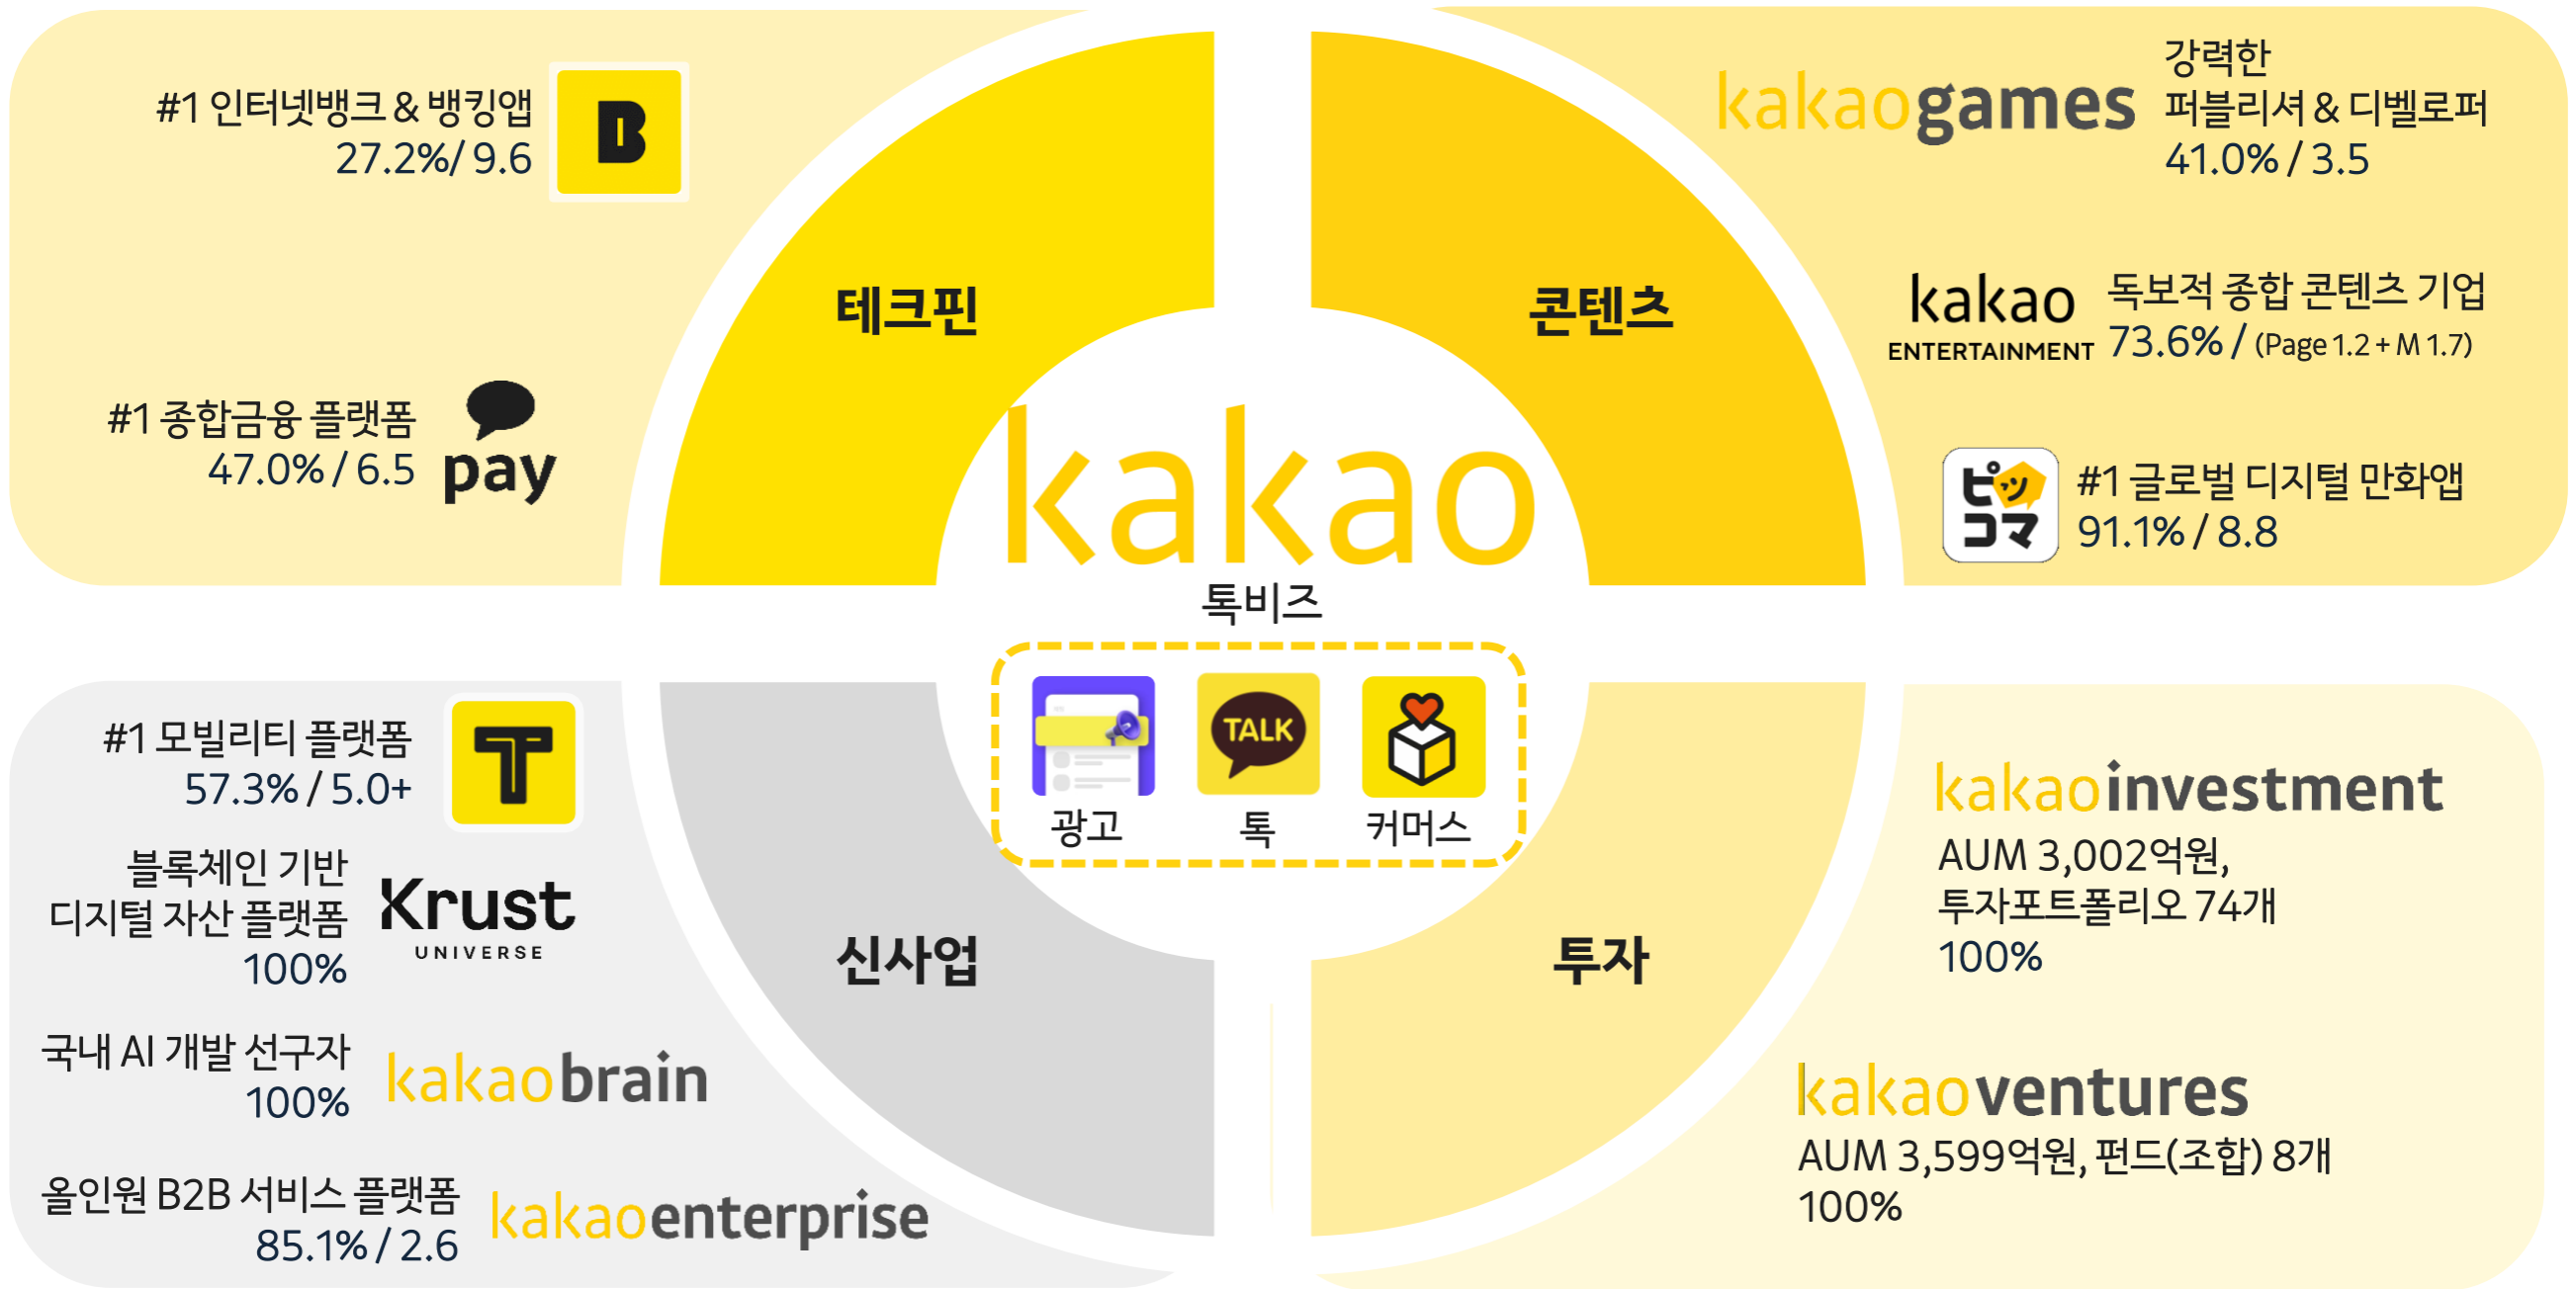 #1 인터넷뱅크 & 뱅킹앱
27.2%/ 9.6
B
#1 종합금융 플랫폼
47.0% / 6.5
pay
테크핀
콘텐츠
kakaogames
강력한
퍼블리셔 & 디벨로퍼
41.0% / 3.5
kakao
ENTERTAINMENT
독보적 종합 콘텐츠 기업
73.6% / (Page 1.2 + M 1.7)
ピッコマ
#1 글로벌 디지털 만화앱
91.1% / 8.8
kakao
톡비즈
TALK
광고
톡
커머스
#1 모빌리티 플랫폼
57.3% / 5.0+
T
블록체인 기반
디지털 자산 플랫폼
100%
Krust
UNIVERSE
국내 AI 개발 선구자
100%
kakaobrain
올인원 B2B 서비스 플랫폼
85.1% / 2.6
kakaoenterprise
신사업
투자
kakaoinvestment
AUM 3,002억원,
투자포트폴리오 74개
100%
kakaoventures
AUM 3,599억원, 펀드(조합) 8개
100%